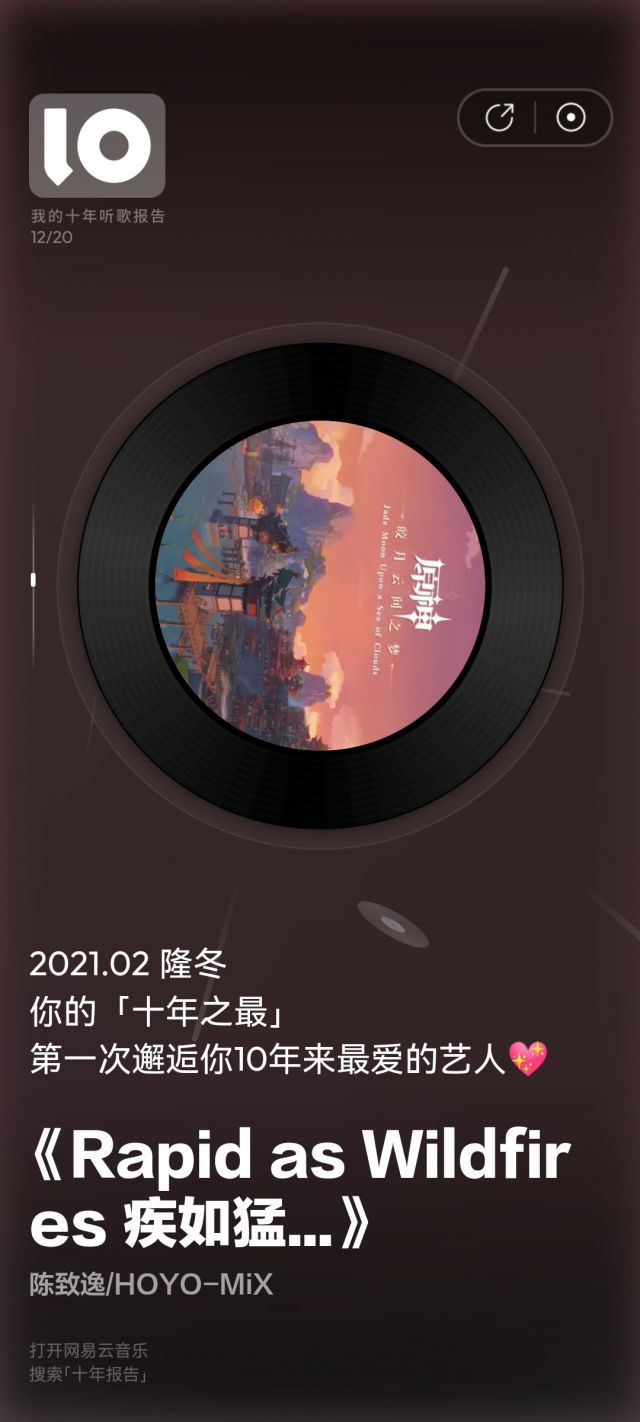 10
我的十年听歌报告
12/20
原神
皎月云间之梦
Jade Moon Upon a Sea of Clouds
2021.02 隆冬
你的「十年之最」
第一次邂逅你10年来最爱的艺人💖
《Rapid as Wildfir
es 疾如猛...》
陈致逸/HOYO-MiX
打开网易云音乐
搜索「十年报告」